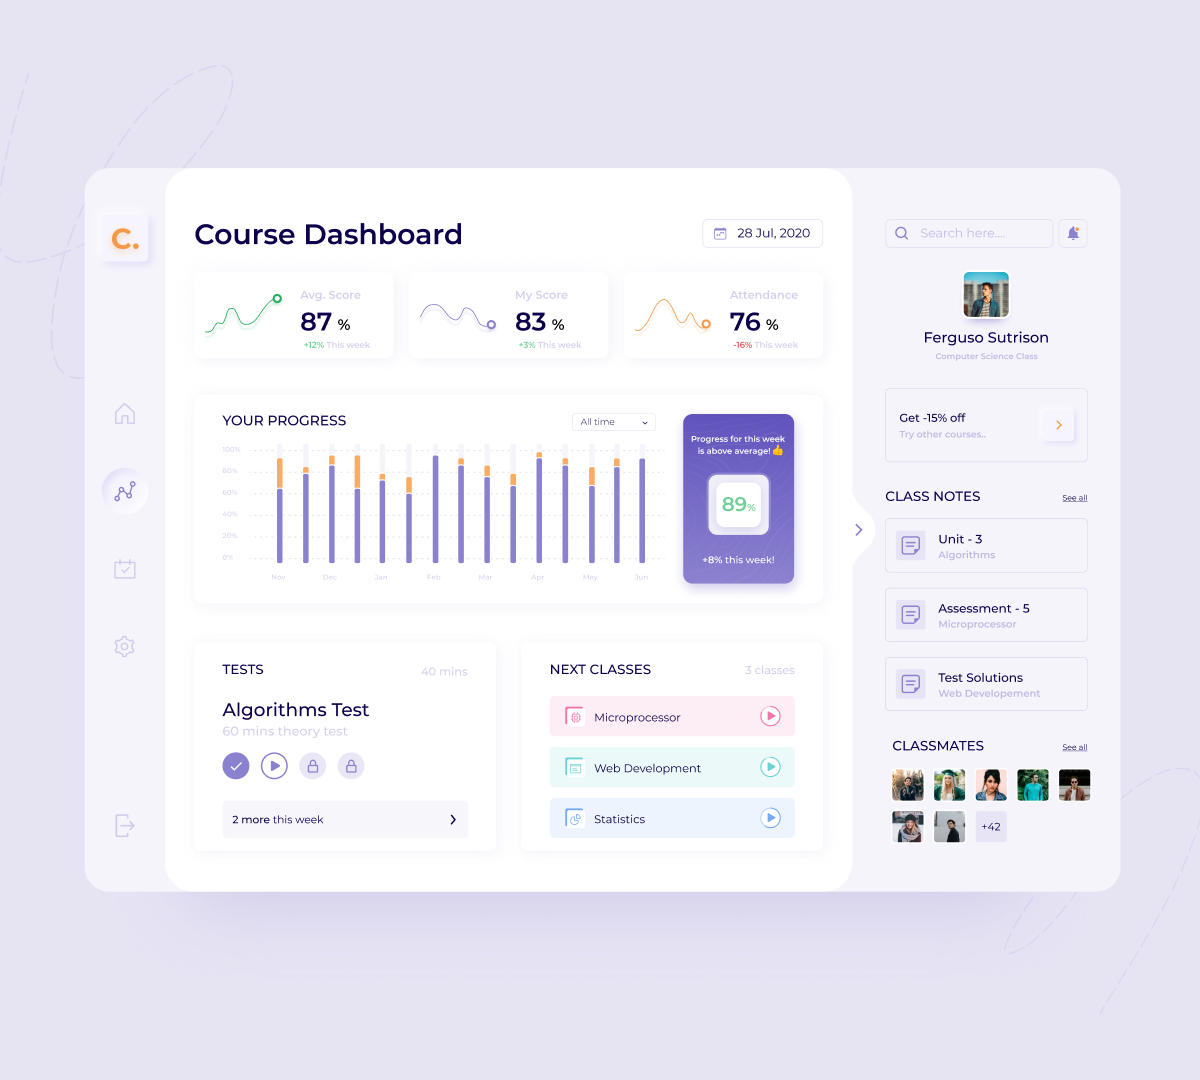 C.
Course Dashboard
28 Jul, 2020
Avg. Score
87 %
+12% This week
My Score
83 %
+3% This week
Attendance
76 %
-16% This week
YOUR PROGRESS
All time
100%
80%
60%
40%
20%
0%
Nov Dec Jan Feb Mar Apr May Jun
Progress for this week
is above average!👍
89%
+8% this week!
TESTS
40 mins
Algorithms Test
60 mins theory test
2 more this week
NEXT CLASSES
3 classes
Microprocessor
Web Development
Statistics
Search here....
Ferguso Sutrison
Computer Science Class
Get -15% off
Try other courses..
CLASS NOTES
See all
Unit - 3
Algorithms
Assessment - 5
Microprocessor
Test Solutions
Web Developement
CLASSMATES
See all
+42